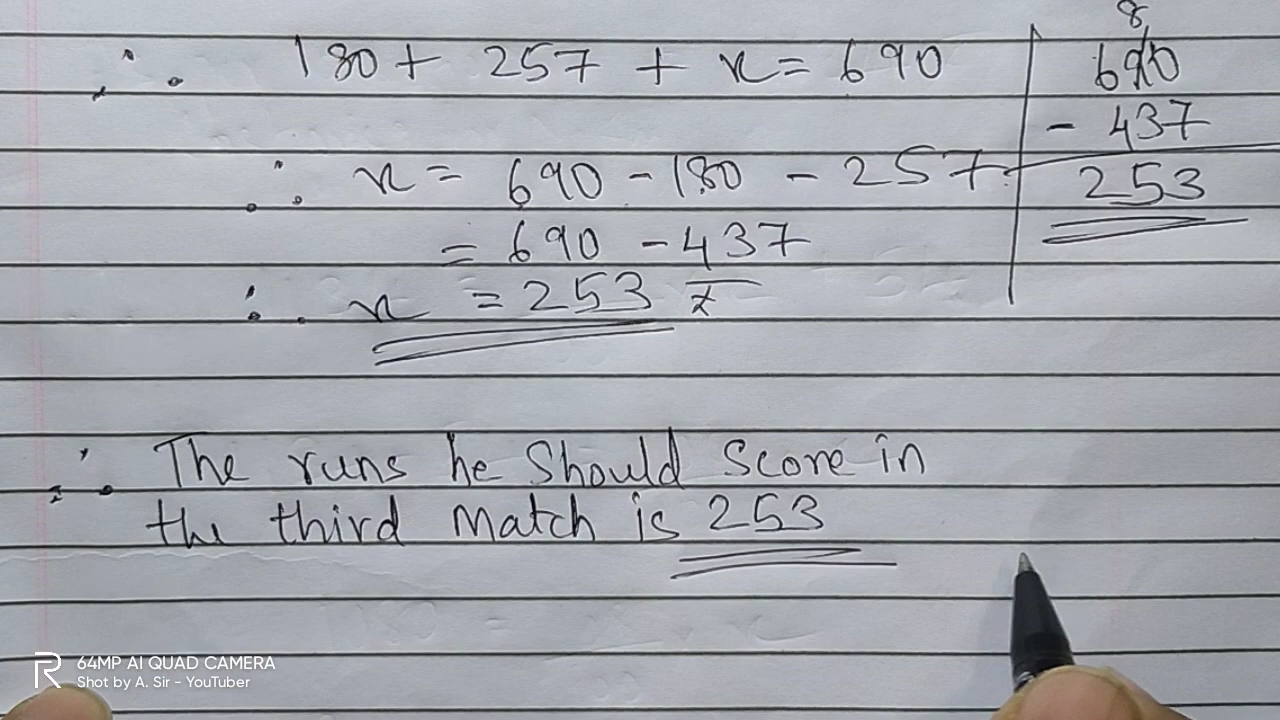 ∴ 180 + 257 + x = 690
∴ x = 690 - 180 - 257
= 690 - 437
∴ x = 253
8
690
- 437
253
∴ The runs he should score in
the third match is 253
R 64MP AI QUAD CAMERA
Shot by A. Sir - YouTuber